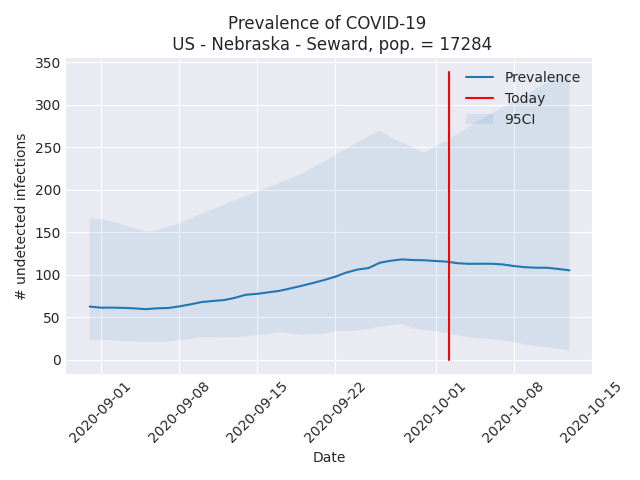 Prevalence of COVID-19
US - Nebraska - Seward, pop. = 17284
350
300
250
200
150
100
50
0
# undetected infections
Prevalence
Today
95CI
2020-09-01
2020-09-08
2020-09-15
2020-09-22
2020-10-01
2020-10-08
2020-10-15
Date